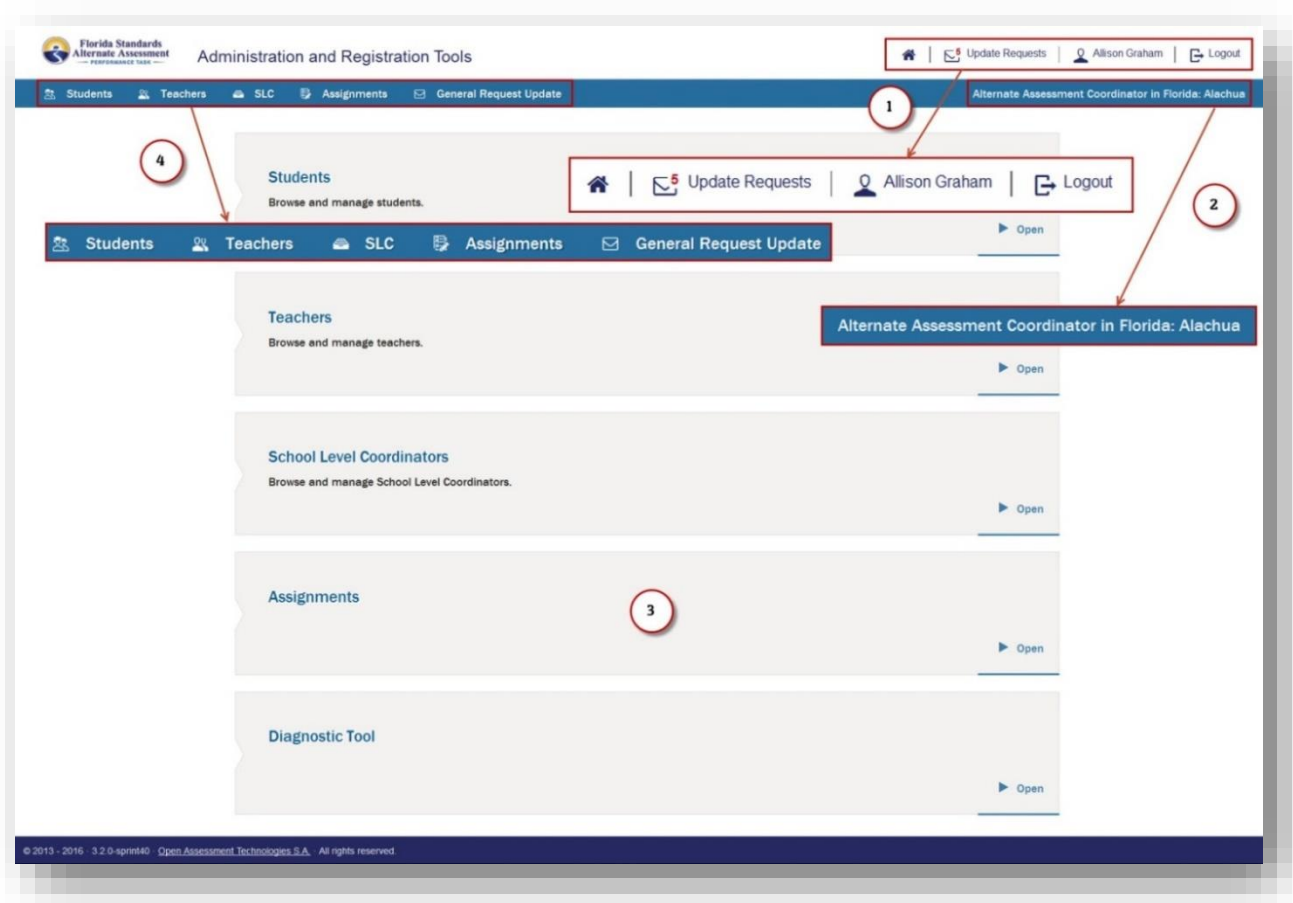 Florida Standards
Alternate Assessment
PERFORMANCE TASK
Administration and Registration Tools
5 Update Requests
Allison Graham
Logout
Students Teachers SLC Assignments General Request Update
Alternate Assessment Coordinator in Florida: Alachua
1
4
Students
Browse and manage students.
5 Update Requests Allison Graham Logout
2
Open
Students Teachers SLC Assignments General Request Update
Teachers
Browse and manage teachers.
Alternate Assessment Coordinator in Florida: Alachua
Open
School Level Coordinators
Browse and manage School Level Coordinators.
Open
Assignments
3
Open
Diagnostic Tool
Open
© 2013 - 2016 · 3.2.0-sprint40 · Open Assessment Technologies S.A. · All rights reserved.